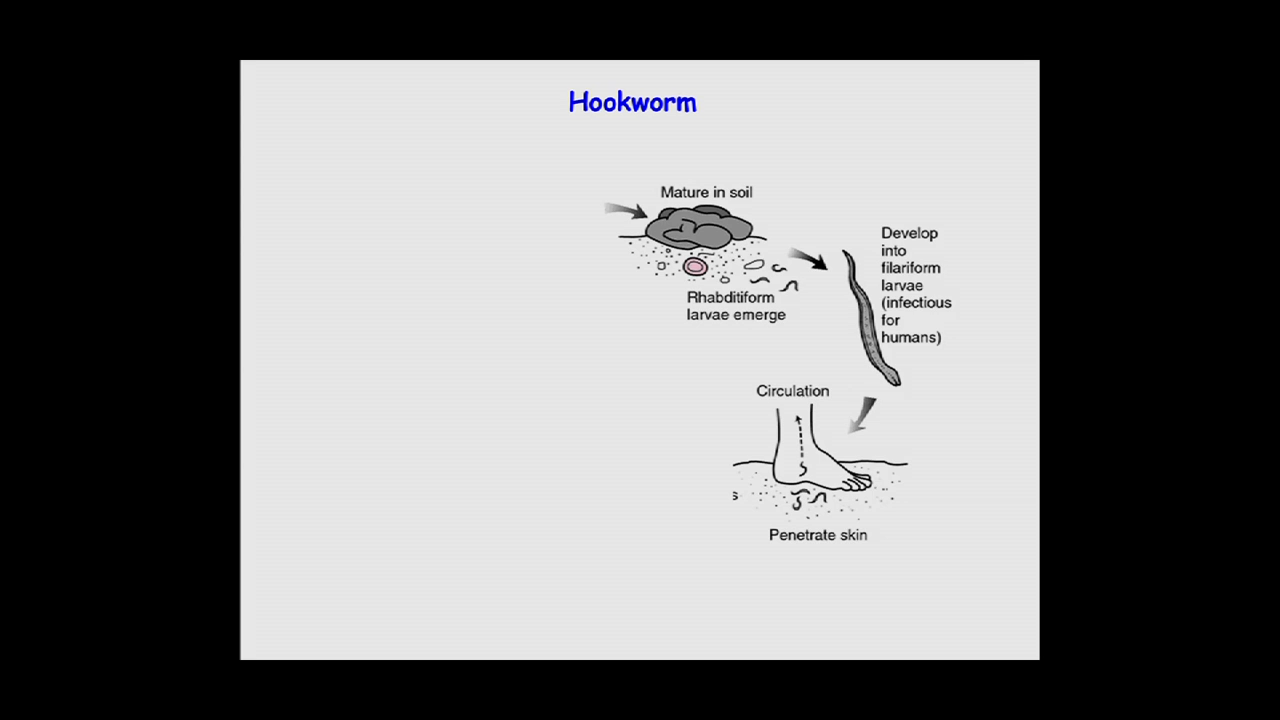 Hookworm
Mature in soil
Rhabditiform
larvae emerge
Develop
into
filariform
larvae
(infectious
for
humans)
Circulation
s
Penetrate skin